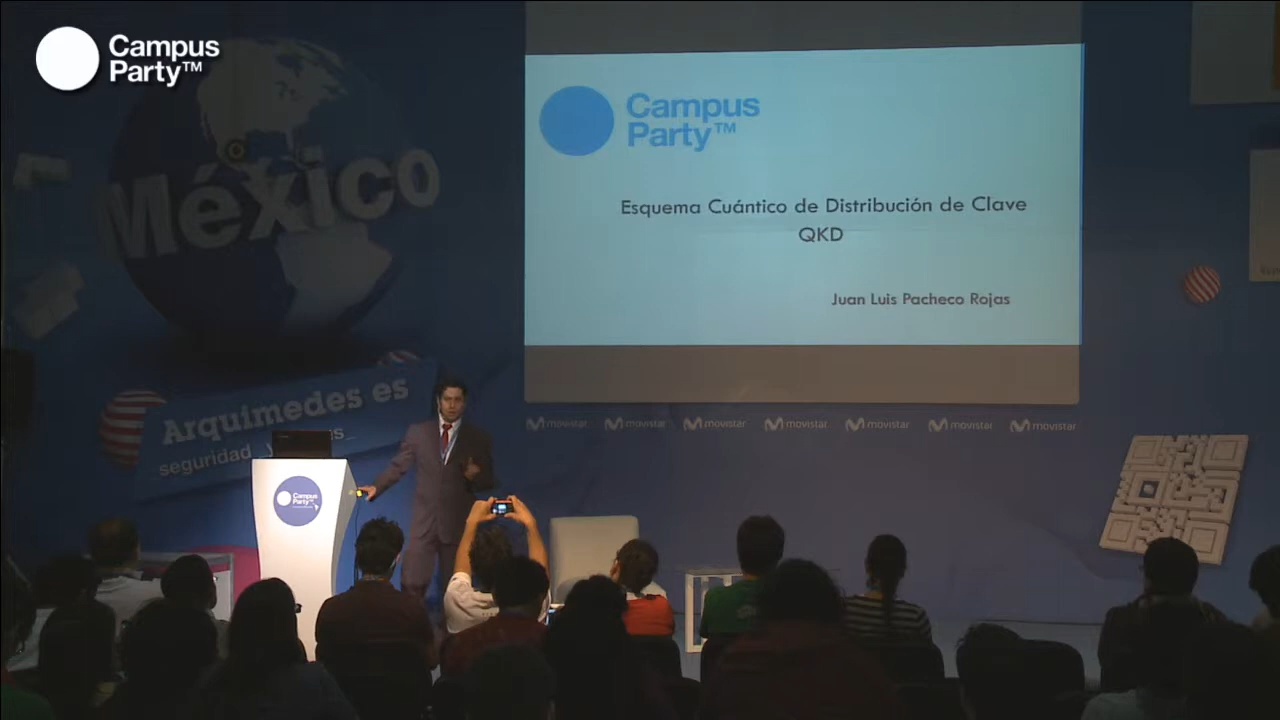 Campus
Party™
México
Campus
Party™
Esquema Cuántico de Distribución de Clave
QKD
Juan Luis Pacheco Rojas
Arquimedes es
seguridad
movistar movistar movistar movistar movistar movistar movistar
Campus
Party